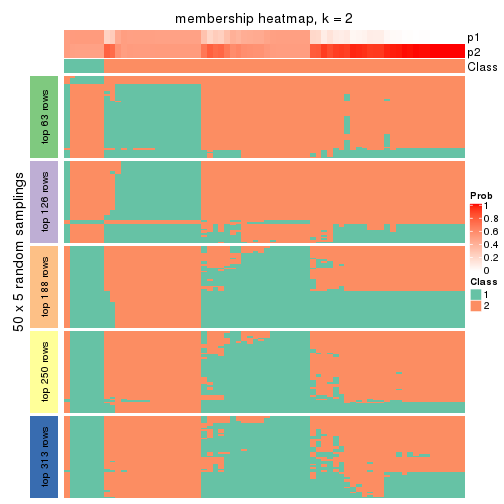 membership heatmap, k = 2
p1
p2
Class
50 x 5 random samplings
top 63 rows
top 126 rows
top 188 rows
top 250 rows
top 313 rows
Prob
1
0.8
0.6
0.4
0.2
0
Class
1
2